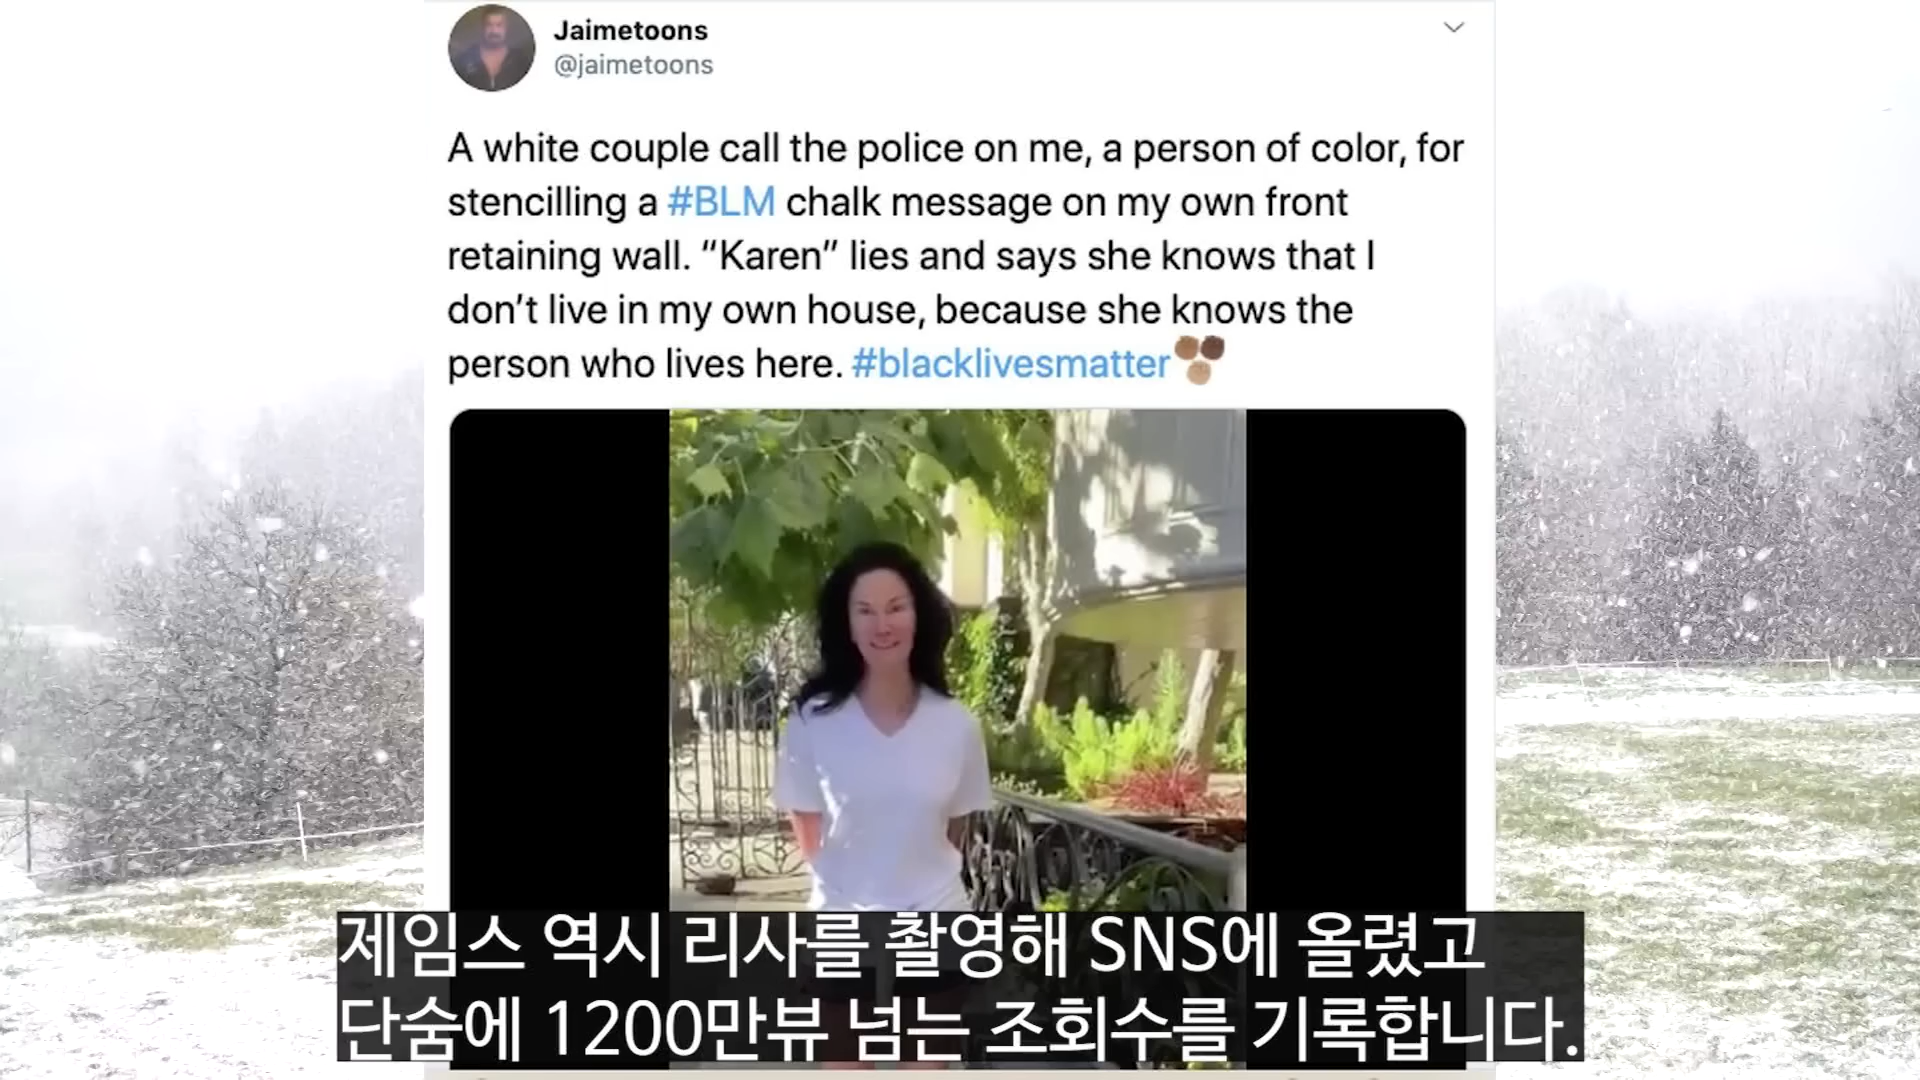 Jaimetoons
@jaimetoons
A white couple call the police on me, a person of color, for
stencilling a #BLM chalk message on my own front
retaining wall. “Karen” lies and says she knows that I
don’t live in my own house, because she knows the
person who lives here. #blacklivesmatter
제임스 역시 리사를 촬영해 SNS에 올렸고
단숨에 1200만뷰 넘는 조회수를 기록합니다.